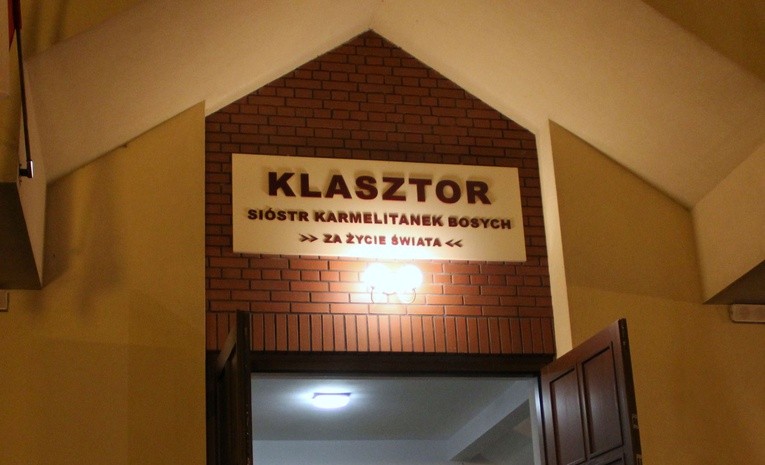 KLASZTOR
SIÓSTR KARMELITANEK BOSYCH
>> ZA ŻYCIE ŚWIATA <<